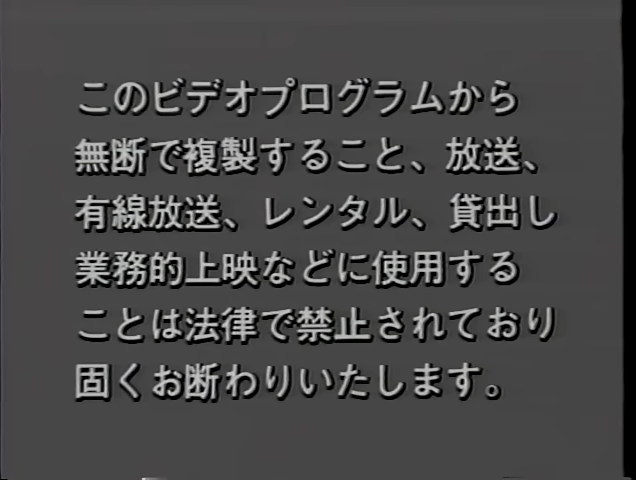 このビデオプログラムから
無断で複製すること、放送、
有線放送、レンタル、貸出し
業務的上映などに使用する
ことは法律で禁止されており
固くお断わりいたします。